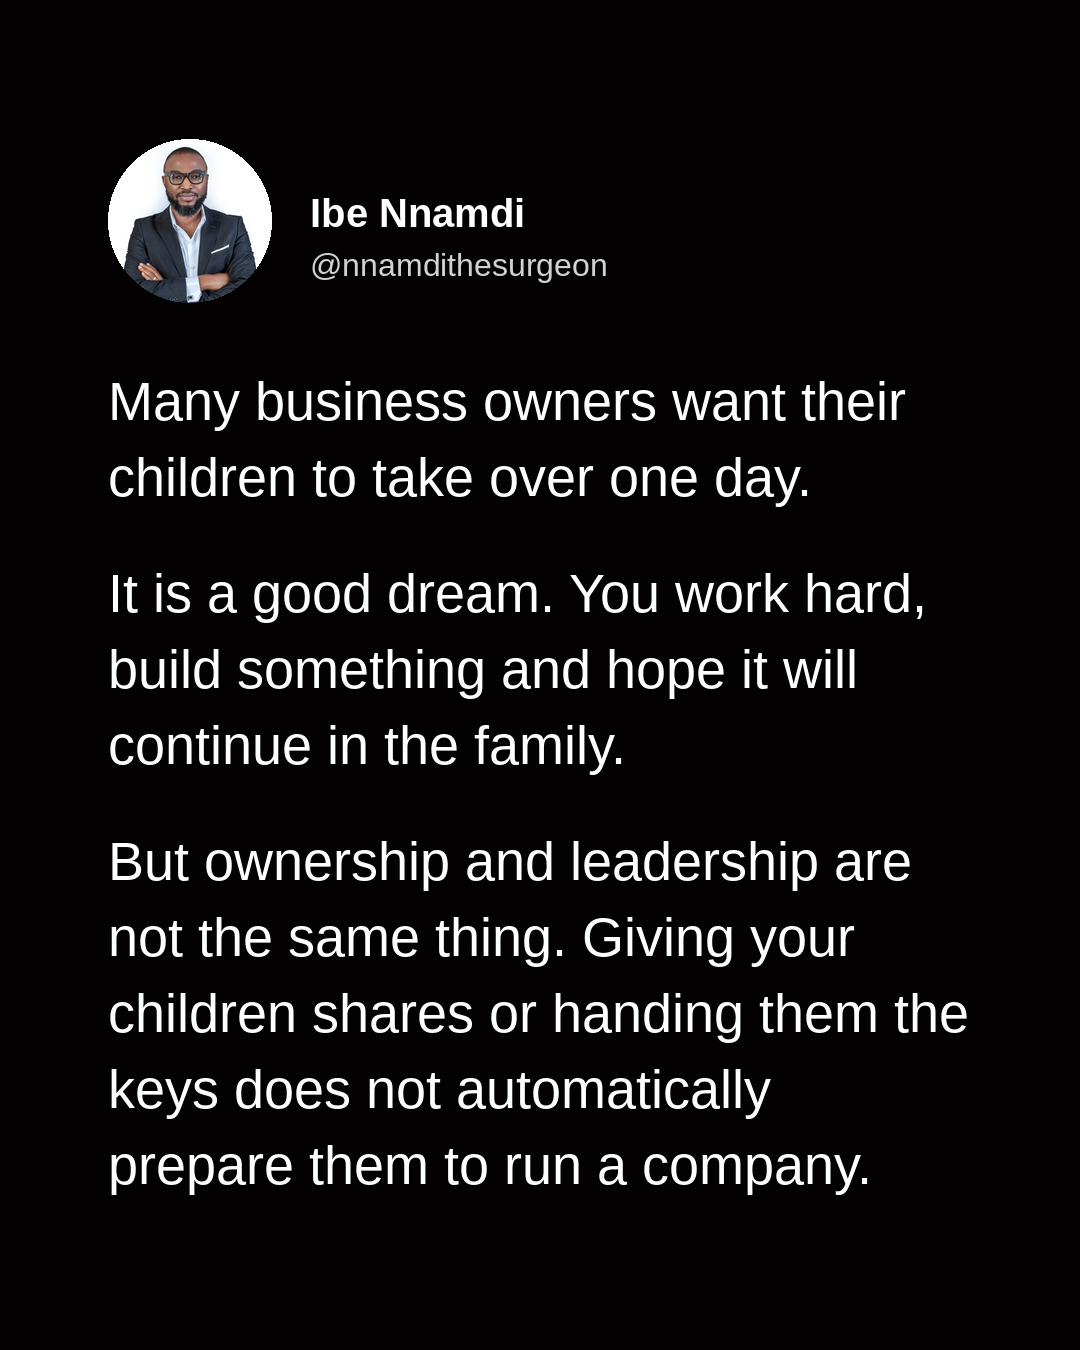 Ibe Nnamdi
@nnamdithesurgeon
Many business owners want their
children to take over one day.
It is a good dream. You work hard,
build something and hope it will
continue in the family.
But ownership and leadership are
not the same thing. Giving your
children shares or handing them the
keys does not automatically
prepare them to run a company.